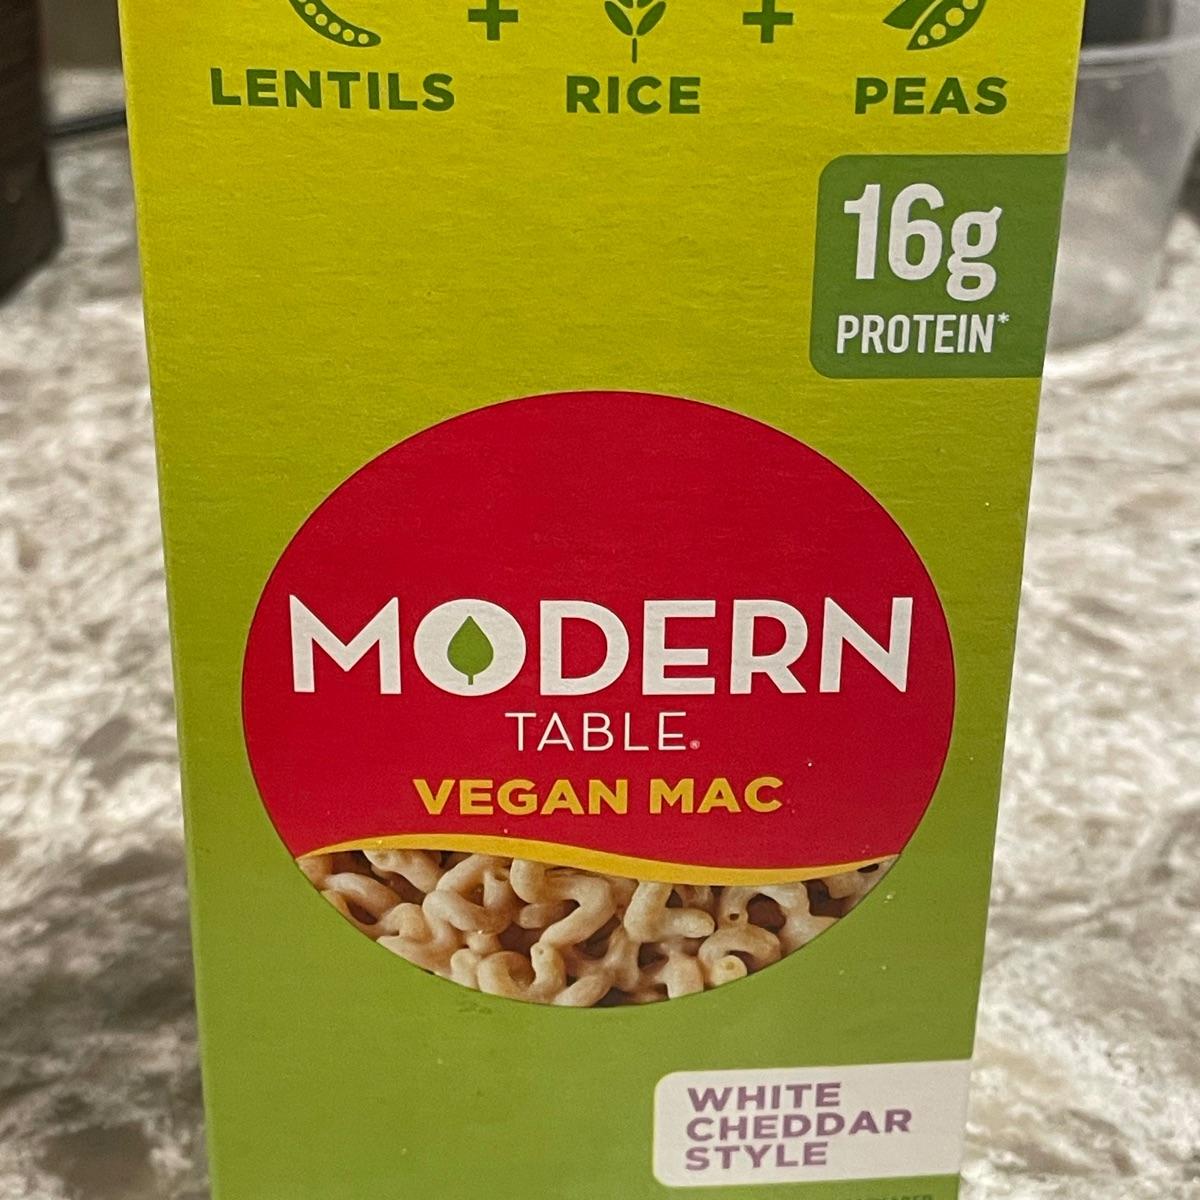 LENTILS + RICE + PEAS
16g
PROTEIN*
MODERN
TABLE®
VEGAN MAC
WHITE
CHEDDAR
STYLE